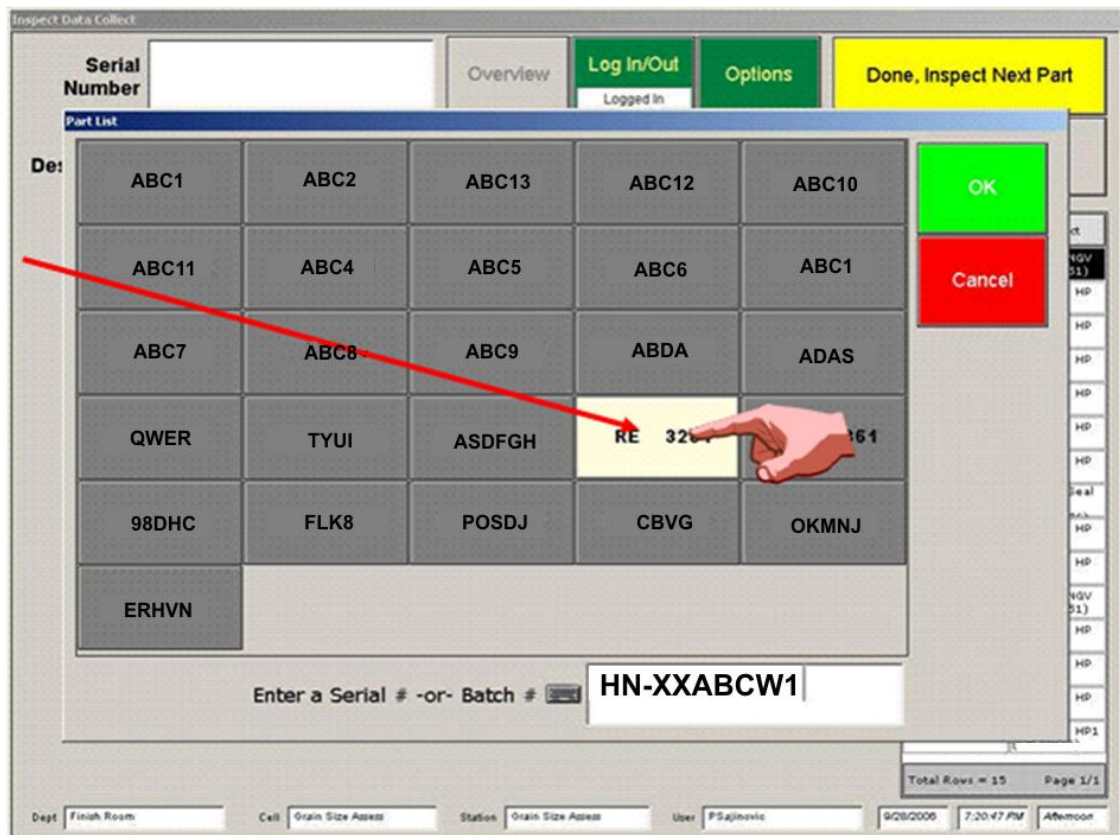 Inspect Data Collect
Serial
Number
Overview
Log In/Out
Logged In
Options
Done, Inspect Next Part
Part List
ABC1 ABC2 ABC13 ABC12 ABC10
OK
ABC11 ABC4 ABC5 ABC6 ABC1
Cancel
ABC7 ABC8 ABC9 ABDA ADAS
QWER TYUI ASDFGH RE
98DHC FLK8 POSDJ CBVG OKMNJ
ERHVN
Enter a Serial # -or- Batch # HN-XXABCW1
HP
HP
HP
HP
HP
HP
Seal
HP
HP
HP
HP
HP
HP1
Total Rows = 15 Page 1/1
Dept Finish Room Cell Grain Size Assess Station Grain Size Assess User PSajinovic 9/28/2006 7:20:47 PM Afternoon